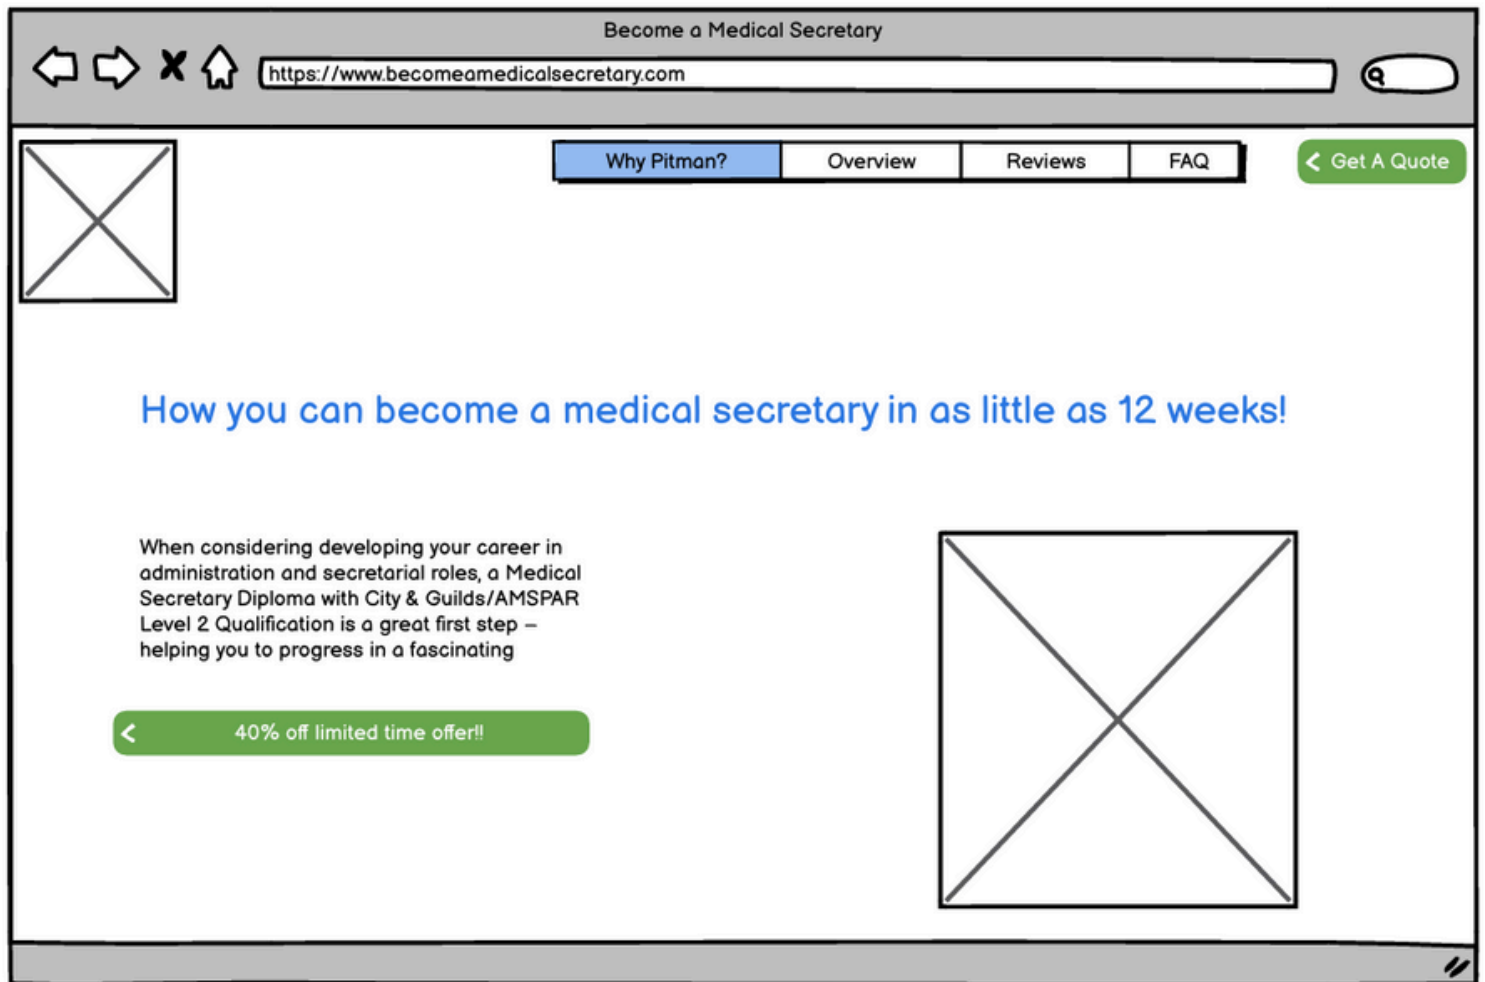 Become a Medical Secretary
https://www.becomeamedicalsecretary.com
Why Pitman?
Overview
Reviews
FAQ
Get A Quote
How you can become a medical secretary in as little as 12 weeks!
When considering developing your career in
administration and secretarial roles, a Medical
Secretary Diploma with City & Guilds/AMSPAR
Level 2 Qualification is a great first step –
helping you to progress in a fascinating
40% off limited time offer!!